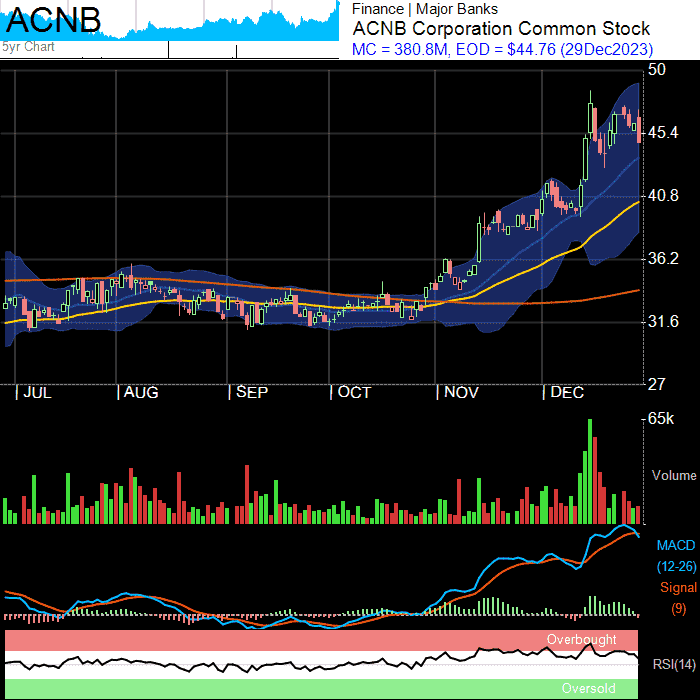 ACNB
5yr Chart
Finance | Major Banks
ACNB Corporation Common Stock
MC = 380.8M, EOD = $44.76 (29Dec2023)
50
45.4
40.8
36.2
31.6
27
JUL AUG SEP OCT NOV DEC
65k
Volume
MACD
(12-26)
Signal
(9)
Overbought
RSI(14)
Oversold